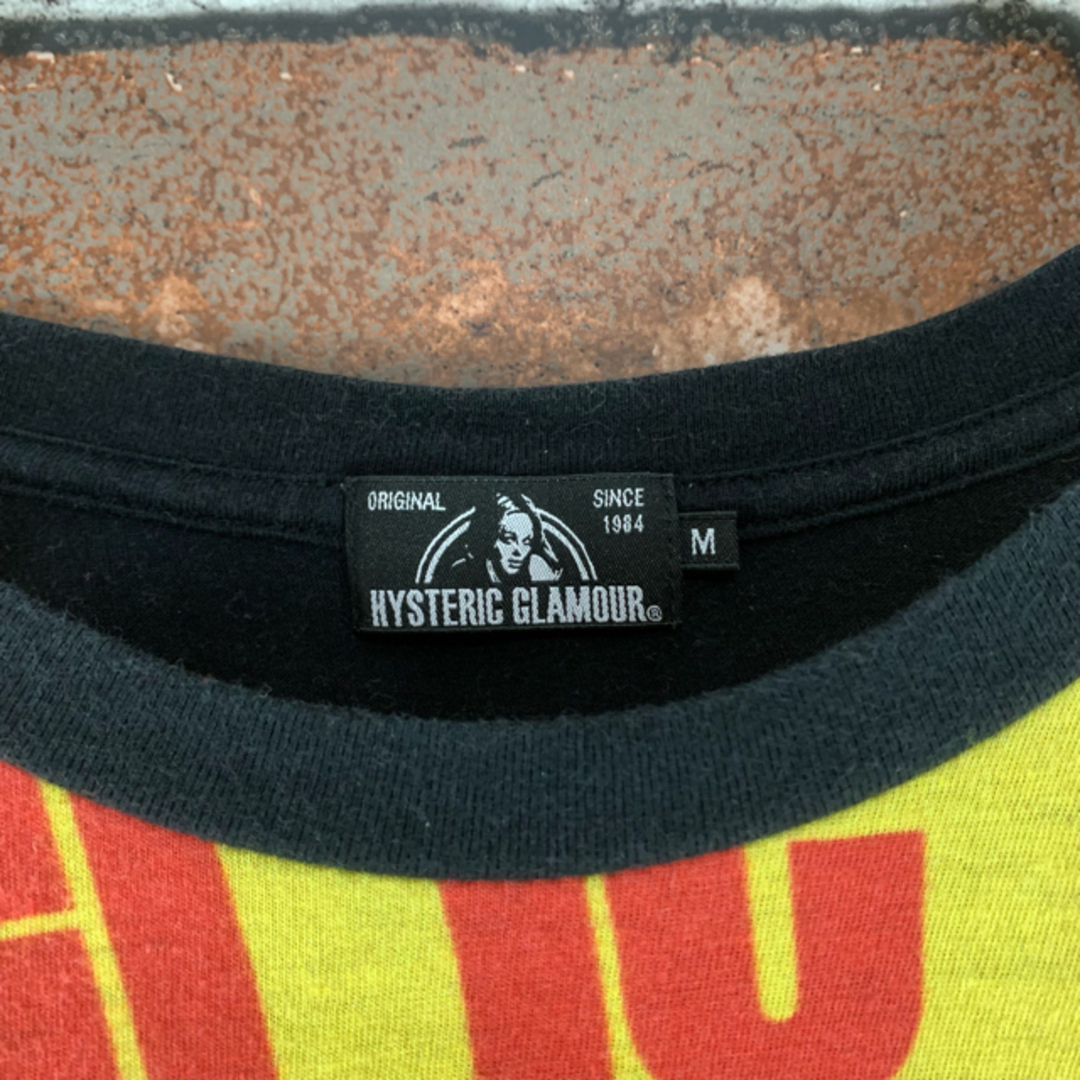 ORIGINAL
SINCE
1984
HYSTERIC GLAMOUR®
M